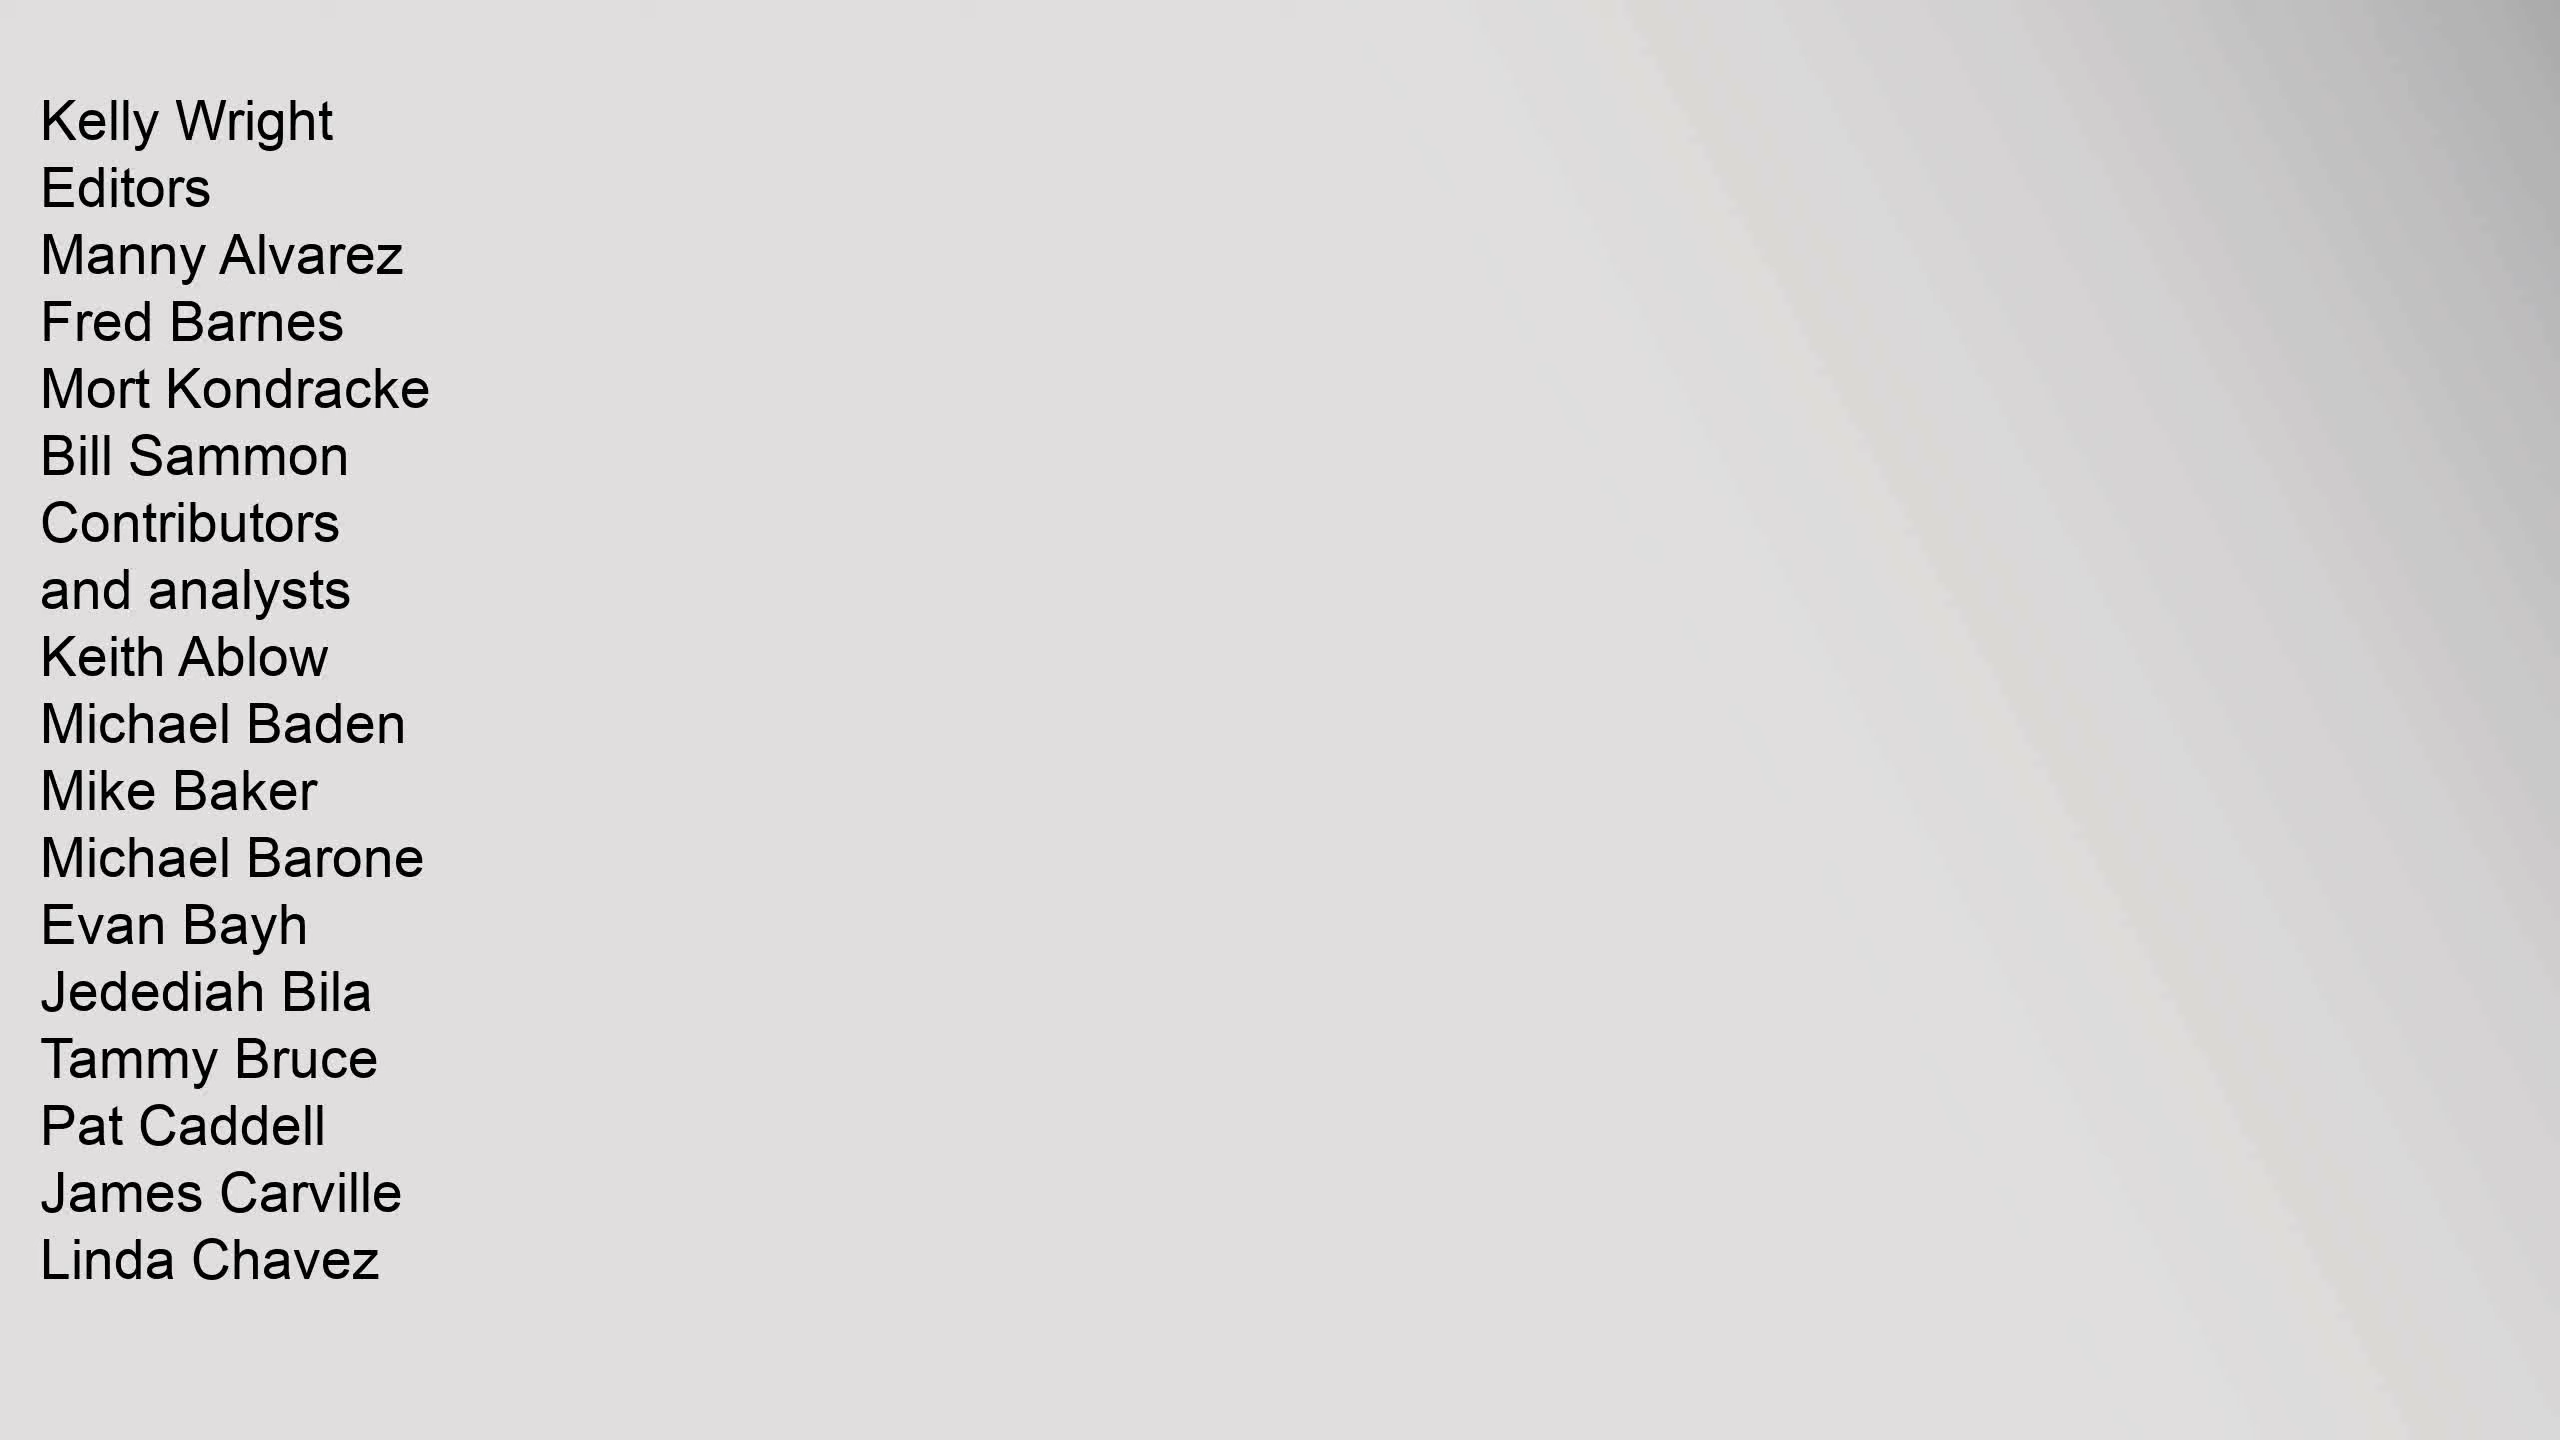 Kelly Wright
Editors
Manny Alvarez
Fred Barnes
Mort Kondracke
Bill Sammon
Contributors
and analysts
Keith Ablow
Michael Baden
Mike Baker
Michael Barone
Evan Bayh
Jedediah Bila
Tammy Bruce
Pat Caddell
James Carville
Linda Chavez